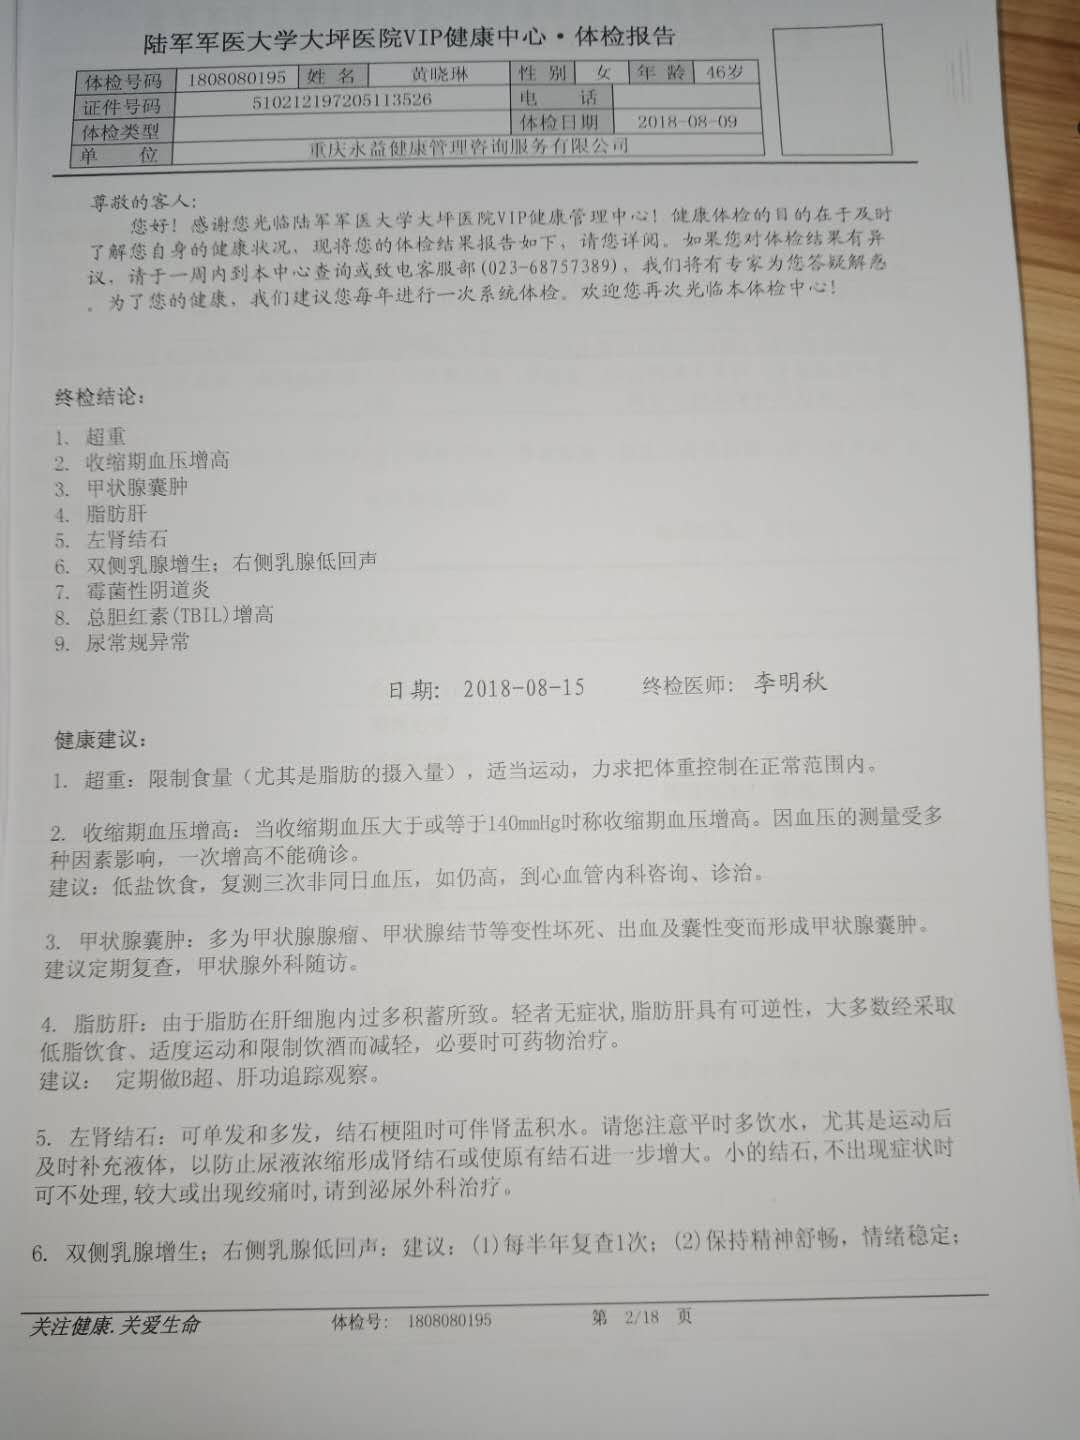 陆军军医大学大坪医院VIP健康中心·体检报告
体检号码 1808080195 姓 名 黄晓琳 性 别 女 年 龄 46岁
证件号码 510212197205113526 电 话
体检类型 体检日期 2018-08-09
单 位 重庆永益健康管理咨询服务有限公司
尊敬的客人:
您好! 感谢您光临陆军军医大学大坪医院VIP健康管理中心! 健康体检的目的在于及时
了解您自身的健康状况, 现将您的体检结果报告如下, 请您详阅。如果您对体检结果有异
议, 请于一周内到本中心查询或致电客服部(023-68757389), 我们将有专家为您答疑解惑
。为了您的健康, 我们建议您每年进行一次系统体检。欢迎您再次光临本体检中心!
终检结论:
1. 超重
2. 收缩期血压增高
3. 甲状腺囊肿
4. 脂肪肝
5. 左肾结石
6. 双侧乳腺增生; 右侧乳腺低回声
7. 霉菌性阴道炎
8. 总胆红素(TBIL)增高
9. 尿常规异常
日期: 2018-08-15 终检医师: 李明秋
健康建议:
1. 超重: 限制食量（尤其是脂肪的摄入量）, 适当运动, 力求把体重控制在正常范围内。
2. 收缩期血压增高: 当收缩期血压大于或等于140mmHg时称收缩期血压增高。因血压的测量受多
种因素影响, 一次增高不能确诊。
建议: 低盐饮食, 复测三次非同日血压, 如仍高, 到心血管内科咨询、诊治。
3. 甲状腺囊肿: 多为甲状腺腺瘤、甲状腺结节等变性坏死、出血及囊性变而形成甲状腺囊肿。
建议定期复查, 甲状腺外科随访。
4. 脂肪肝: 由于脂肪在肝细胞内过多积蓄所致。轻者无症状,脂肪肝具有可逆性, 大多数经采取
低脂饮食、适度运动和限制饮酒而减轻, 必要时可药物治疗。
建议: 定期做B超、肝功追踪观察。
5. 左肾结石: 可单发和多发, 结石梗阻时可伴肾盂积水。请您注意平时多饮水, 尤其是运动后
及时补充液体, 以防止尿液浓缩形成肾结石或使原有结石进一步增大。小的结石,不出现症状时
可不处理,较大或出现绞痛时,请到泌尿外科治疗。
6. 双侧乳腺增生; 右侧乳腺低回声: 建议: (1)每半年复查1次; (2)保持精神舒畅, 情绪稳定;
关注健康.关爱生命 体检号: 1808080195 第 2/18 页